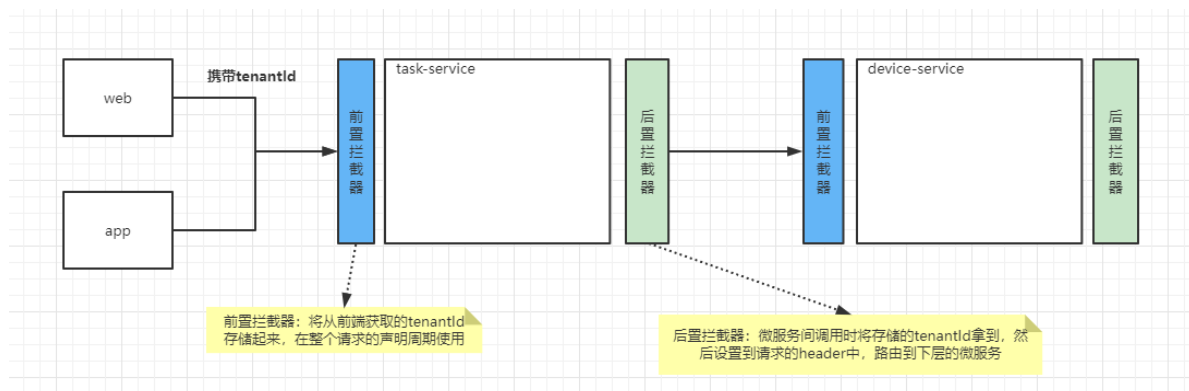 携带tenantId
web
app
前置拦截器
task-service
后置拦截器
前置拦截器
device-service
后置拦截器
前置拦截器：将从前端获取的tenantId
存储起来，在整个请求的声明周期使用
后置拦截器：微服务间调用时将存储的tenantId拿到，然
后设置到请求的header中，路由到下层的微服务